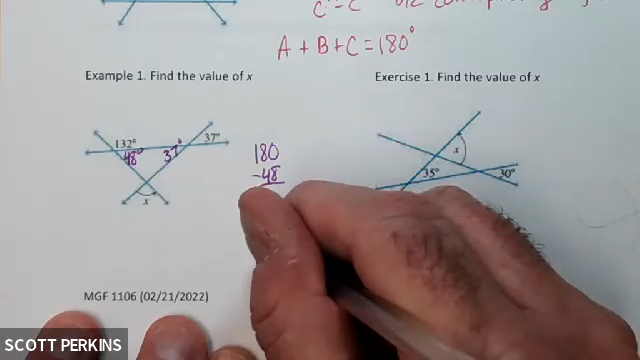 A + B + C = 180°
Example 1. Find the value of x
Exercise 1. Find the value of x
132°
37°
48°
37°
x
180
-48
x
35°
30°
MGF 1106 (02/21/2022)
SCOTT PERKINS